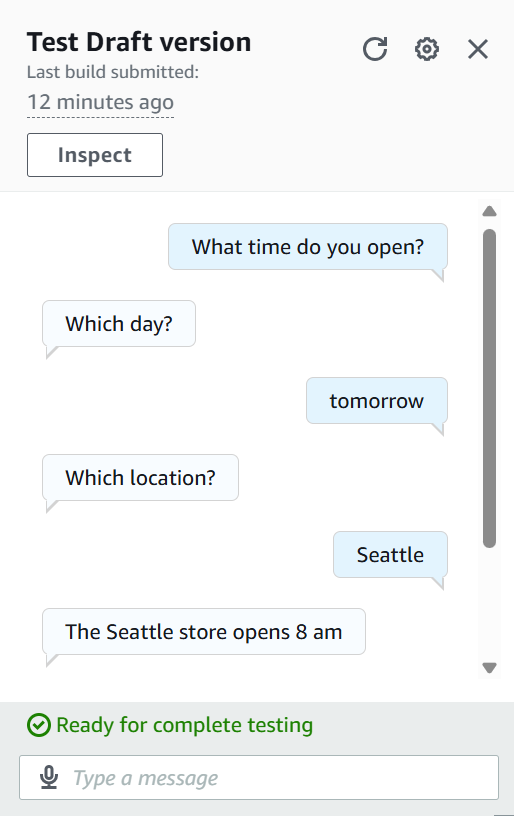 Test Draft version
Last build submitted:
12 minutes ago
Inspect
What time do you open?
Which day?
tomorrow
Which location?
Seattle
The Seattle store opens 8 am
Ready for complete testing
Type a message